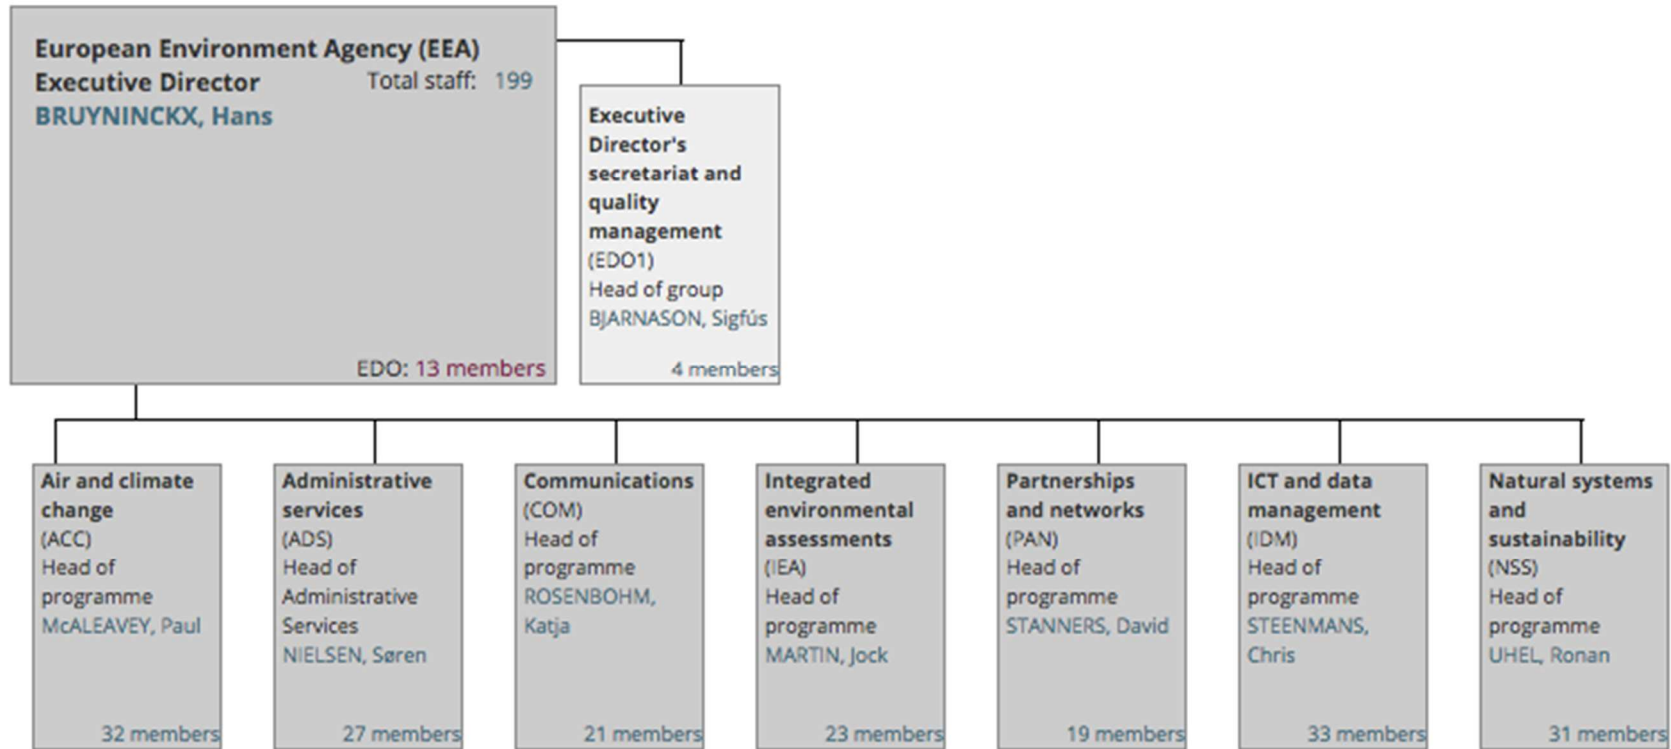 European Environment Agency (EEA)
Executive Director Total staff: 199
BRUYNINCKX, Hans
EDO: 13 members
Executive
Director's
secretariat and
quality
management
(EDO1)
Head of group
BJARNASON, Sigfús
4 members
Air and climate
change
(ACC)
Head of
programme
McALEAVEY, Paul
32 members
Administrative
services
(ADS)
Head of
Administrative
Services
NIELSEN, Søren
27 members
Communications
(COM)
Head of
programme
ROSENBOHM,
Katja
21 members
Integrated
environmental
assessments
(IEA)
Head of
programme
MARTIN, Jock
23 members
Partnerships
and networks
(PAN)
Head of
programme
STANNERS, David
19 members
ICT and data
management
(IDM)
Head of
programme
STEENMANS,
Chris
33 members
Natural systems
and
sustainability
(NSS)
Head of
programme
UHEL, Ronan
31 members